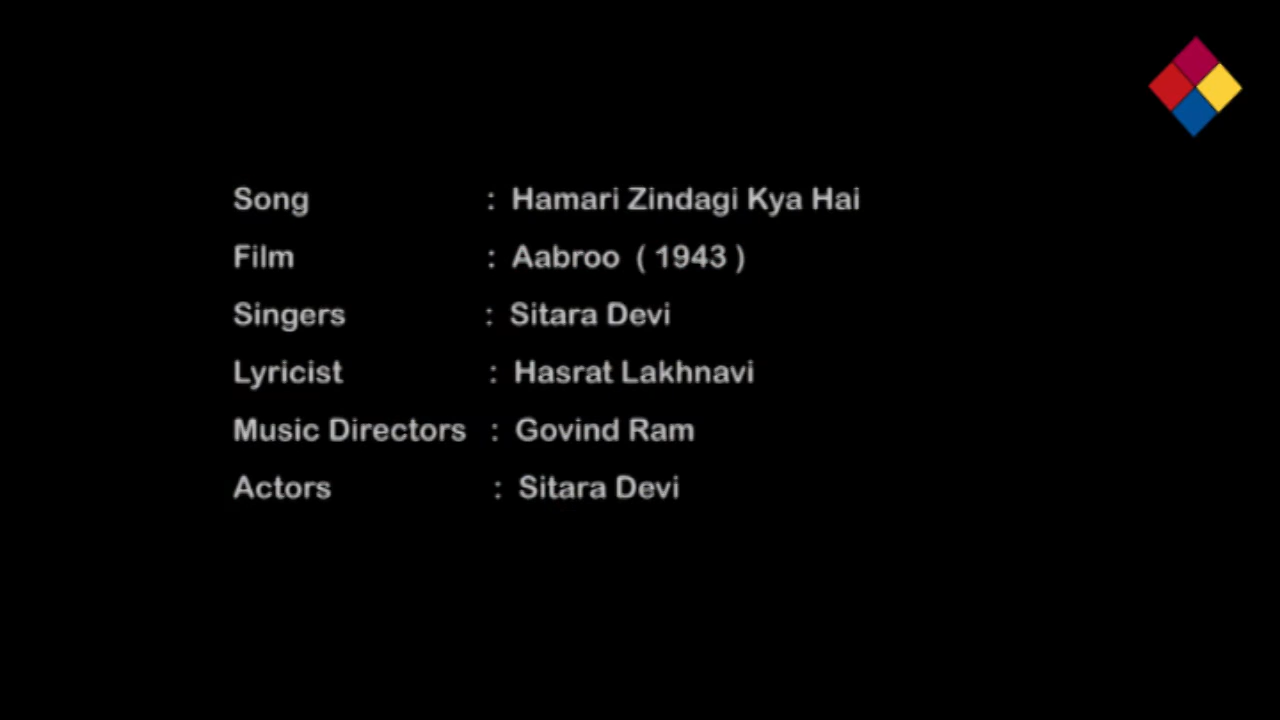 Song : Hamari Zindagi Kya Hai
Film : Aabroo ( 1943 )
Singers : Sitara Devi
Lyricist : Hasrat Lakhnavi
Music Directors : Govind Ram
Actors : Sitara Devi